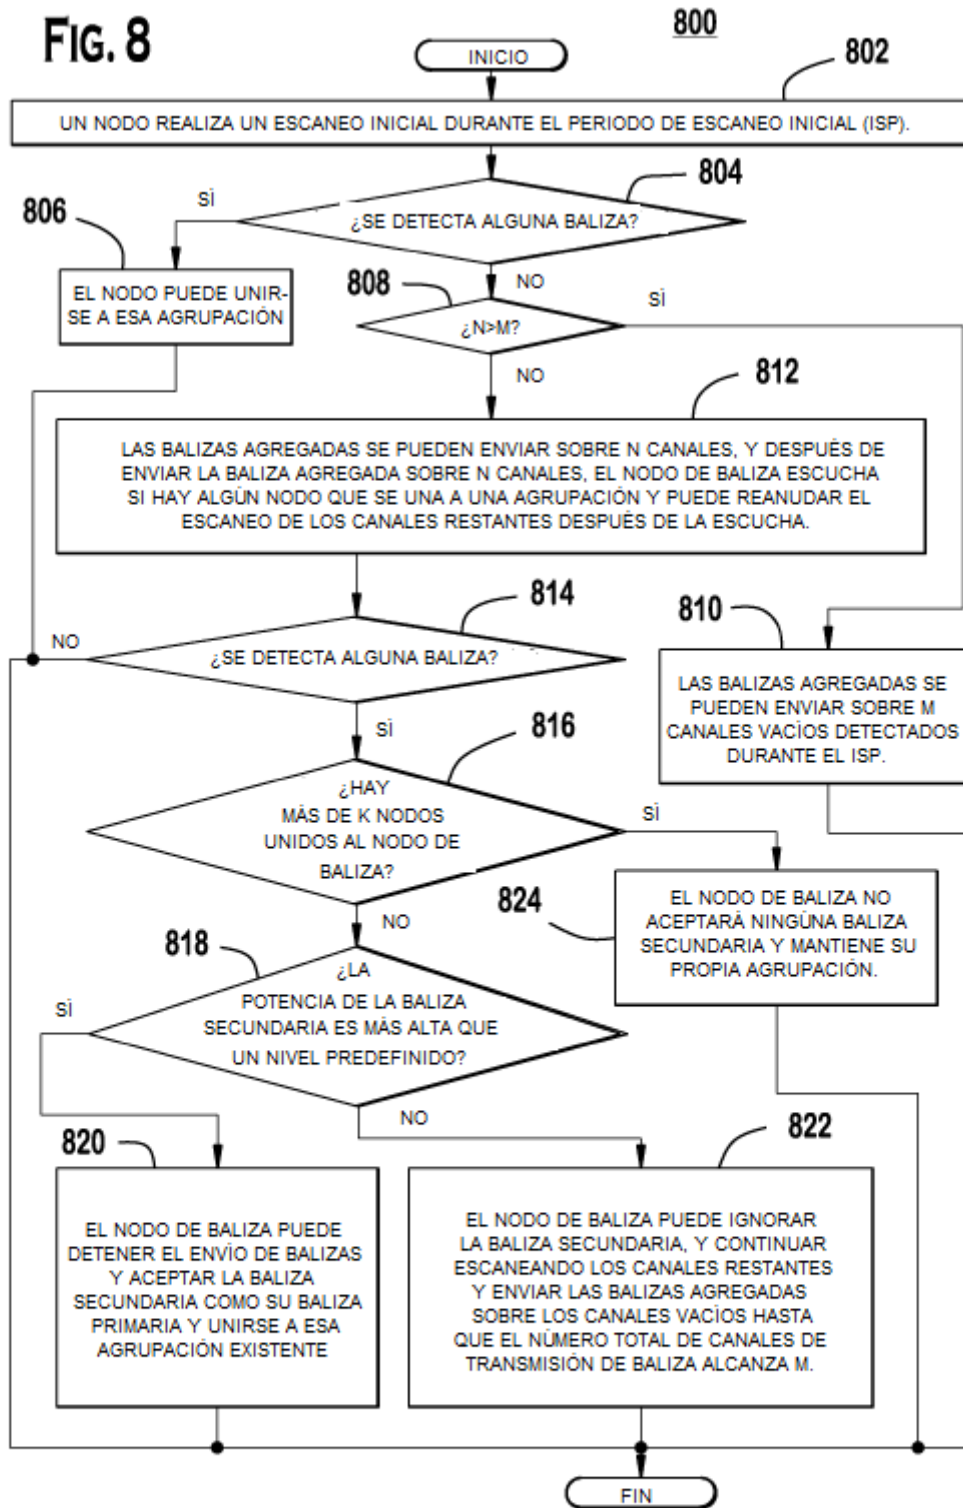 FIG. 8
800
INICIO
802
UN NODO REALIZA UN ESCANEO INICIAL DURANTE EL PERIODO DE ESCANEO INICIAL (ISP).
804
SÌ
806
¿SE DETECTA ALGUNA BALIZA?
EL NODO PUEDE UNIR-
SE A ESA AGRUPACIÓN
808
NO
SÌ
¿N>M?
NO
812
LAS BALIZAS AGREGADAS SE PUEDEN ENVIAR SOBRE N CANALES, Y DESPUÉS DE
ENVIAR LA BALIZA AGREGADA SOBRE N CANALES, EL NODO DE BALIZA ESCUCHA
SI HAY ALGÚN NODO QUE SE UNA A UNA AGRUPACIÓN Y PUEDE REANUDAR EL
ESCANEO DE LOS CANALES RESTANTES DESPUÉS DE LA ESCUCHA.
814
810
NO
¿SE DETECTA ALGUNA BALIZA?
LAS BALIZAS AGREGADAS SE
PUEDEN ENVIAR SOBRE M
CANALES VACÍOS DETECTADOS
DURANTE EL ISP.
SÌ
816
¿HAY
MÁS DE K NODOS
UNIDOS AL NODO DE
BALIZA?
SÌ
824
EL NODO DE BALIZA NO
ACEPTARÁ NINGÚNA BALIZA
SECUNDARIA Y MANTIENE SU
PROPIA AGRUPACIÓN.
NO
818
¿LA
POTENCIA DE LA BALIZA
SECUNDARIA ES MÁS ALTA QUE
UN NIVEL PREDEFINIDO?
SÌ
NO
820
822
EL NODO DE BALIZA PUEDE
DETENER EL ENVÌO DE BALIZAS
Y ACEPTAR LA BALIZA
SECUNDARIA COMO SU BALIZA
PRIMARIA Y UNIRSE A ESA
AGRUPACIÓN EXISTENTE
EL NODO DE BALIZA PUEDE IGNORAR
LA BALIZA SECUNDARIA, Y CONTINUAR
ESCANEANDO LOS CANALES RESTANTES
Y ENVIAR LAS BALIZAS AGREGADAS
SOBRE LOS CANALES VACÍOS HASTA
QUE EL NÚMERO TOTAL DE CANALES DE
TRANSMISIÓN DE BALIZA ALCANZA M.
FIN